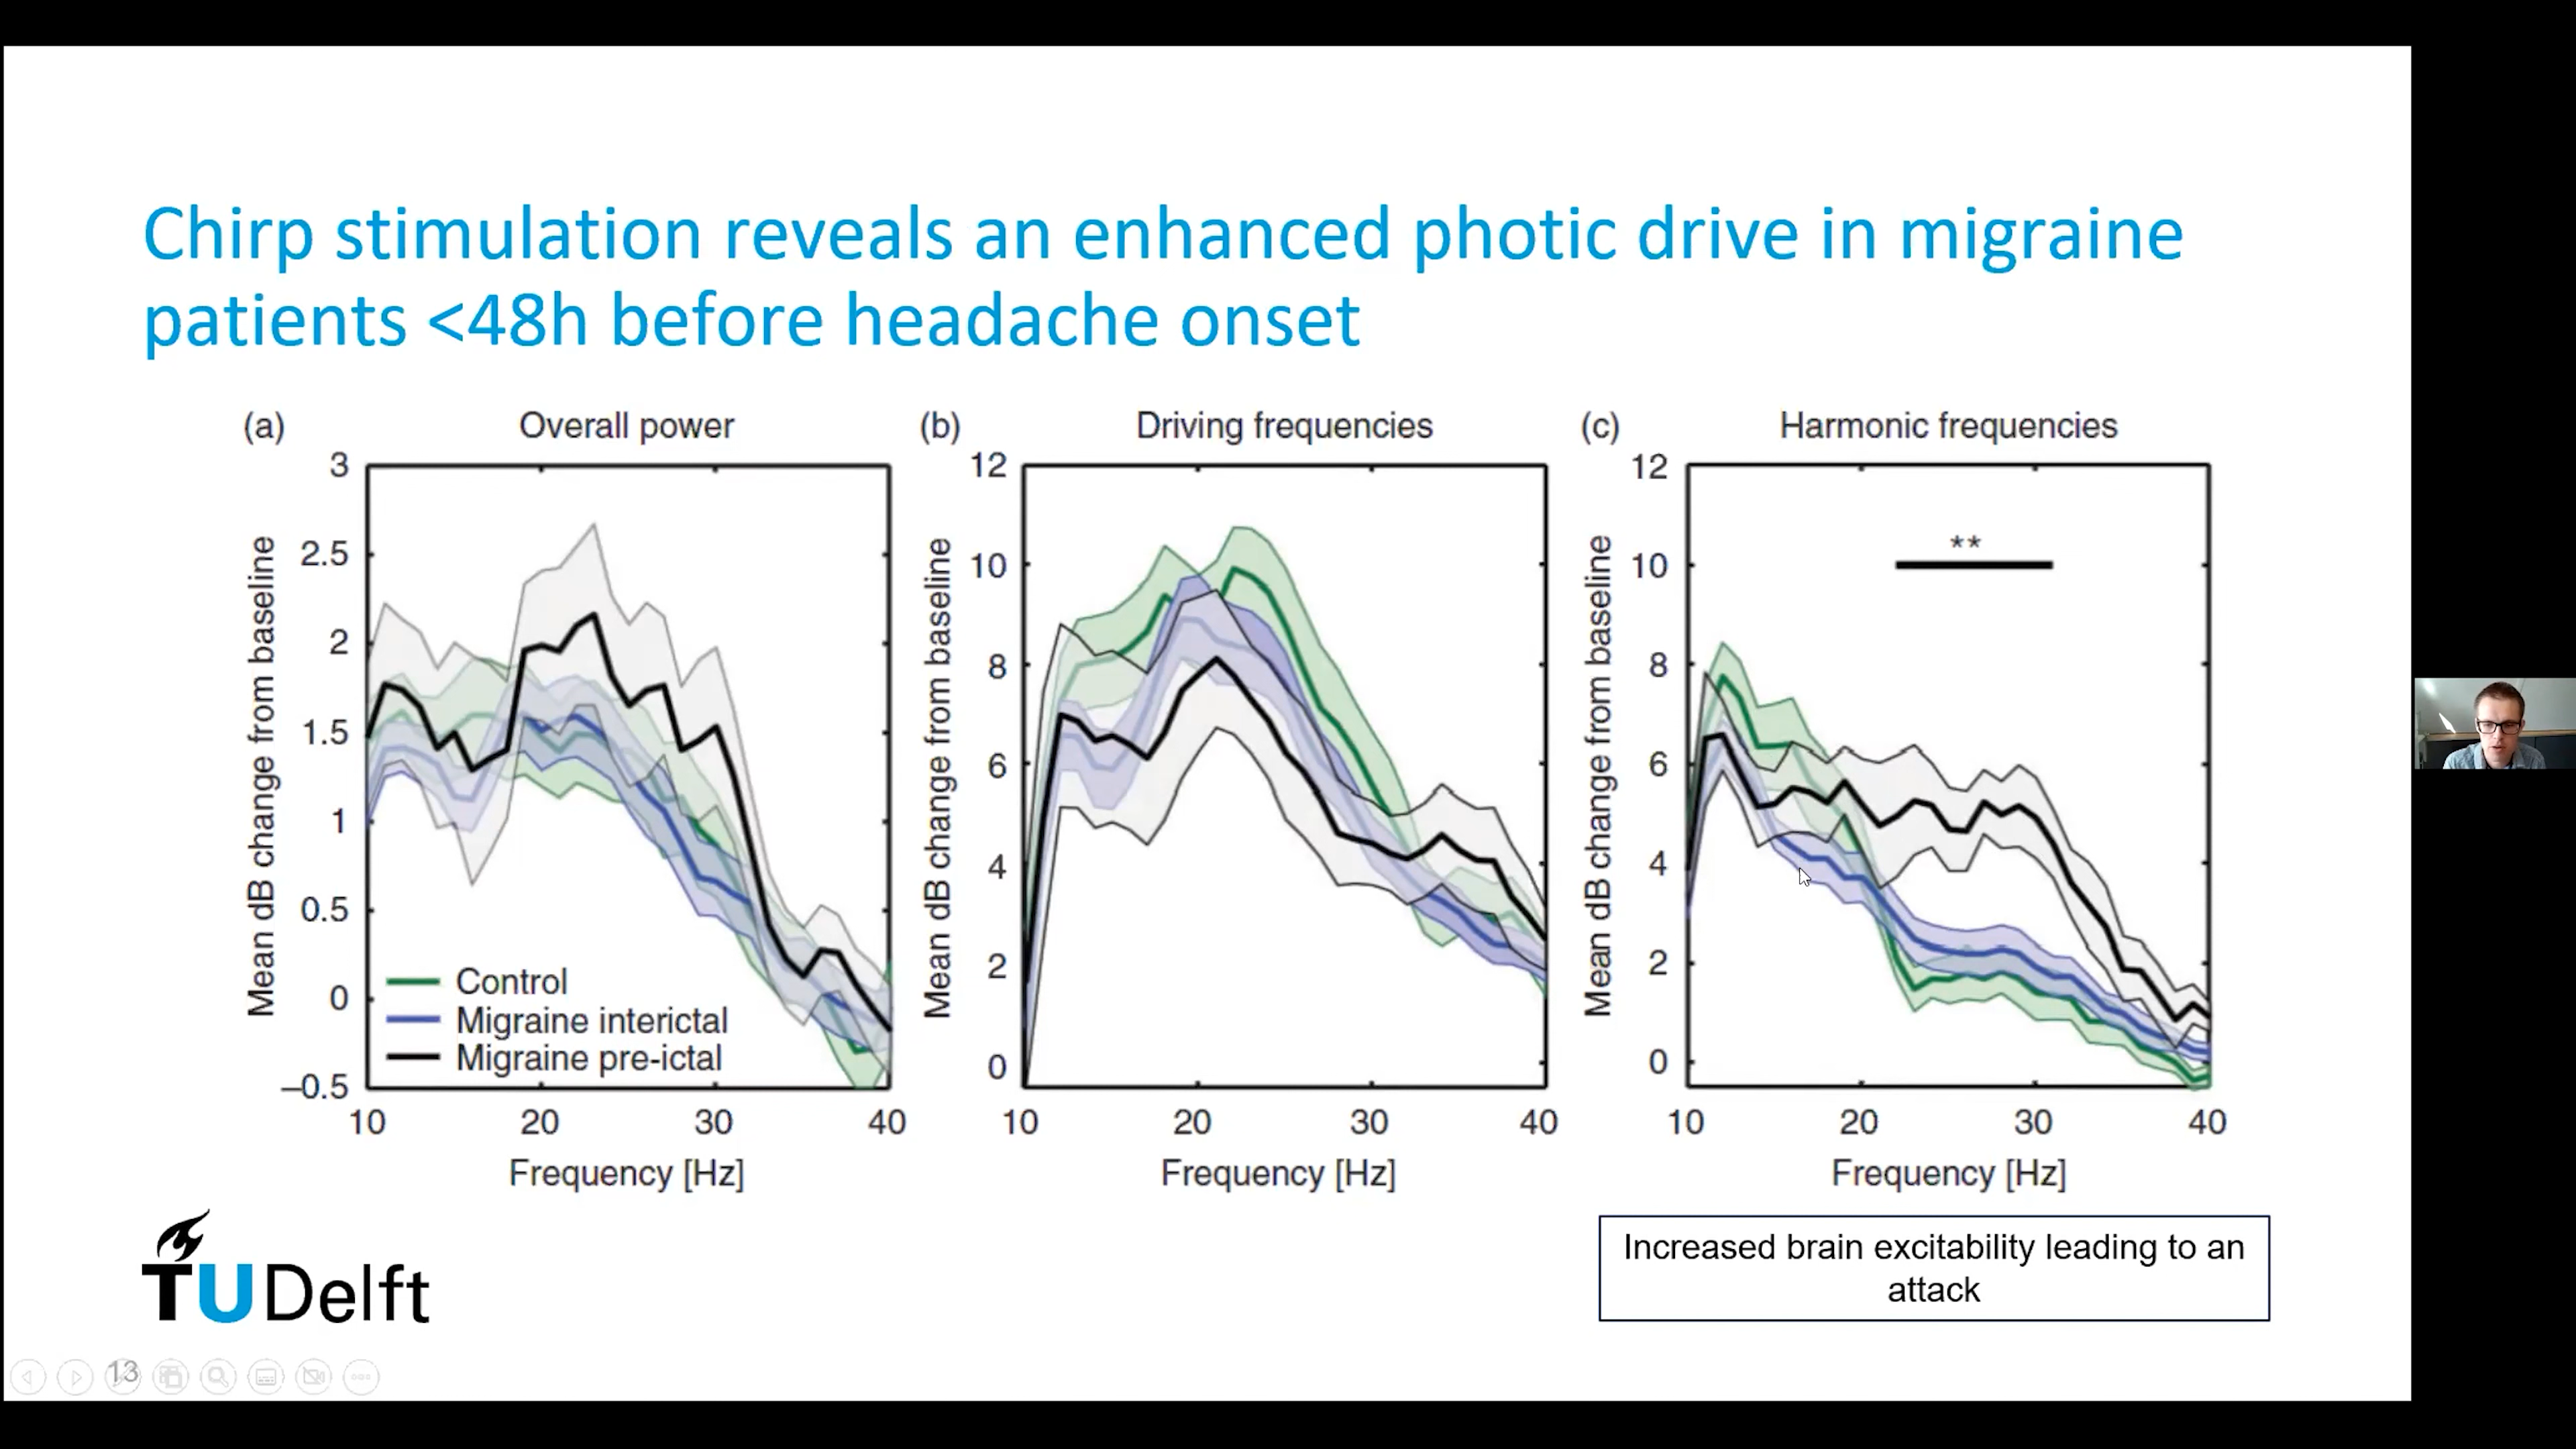 Chirp stimulation reveals an enhanced photic drive in migraine
patients <48h before headache onset
(a)
Overall power
Mean dB change from baseline
3
2.5
2
1.5
1
0.5
0
–0.5
10
20
30
40
Frequency [Hz]
Control
Migraine interictal
Migraine pre-ictal
(b)
Driving frequencies
Mean dB change from baseline
12
10
8
6
4
2
0
10
20
30
40
Frequency [Hz]
(c)
Harmonic frequencies
Mean dB change from baseline
12
10
8
6
4
2
0
**
10
20
30
40
Frequency [Hz]
Increased brain excitability leading to an
attack
TUDelft
13